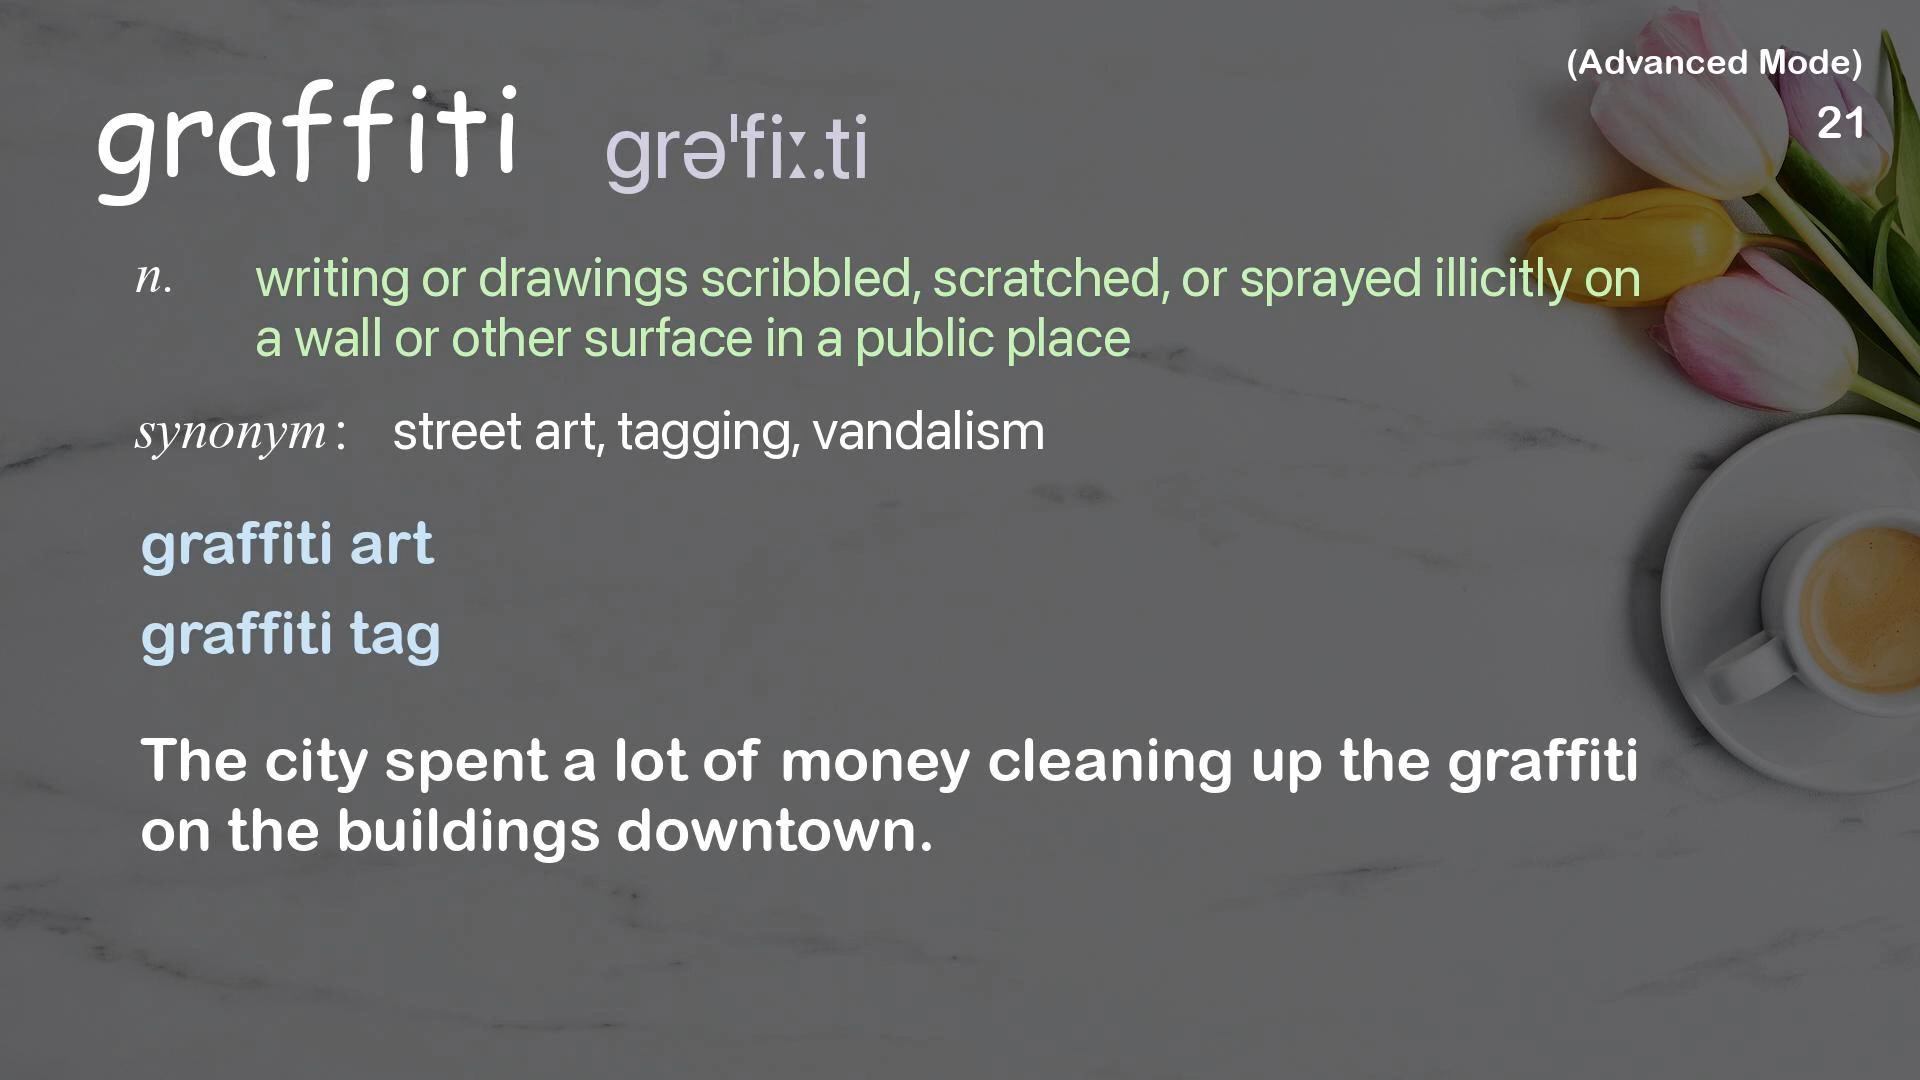 (Advanced Mode)
graffiti grəˈfiː.ti
21
n. writing or drawings scribbled, scratched, or sprayed illicitly on
a wall or other surface in a public place
synonym: street art, tagging, vandalism
graffiti art
graffiti tag
The city spent a lot of money cleaning up the graffiti
on the buildings downtown.